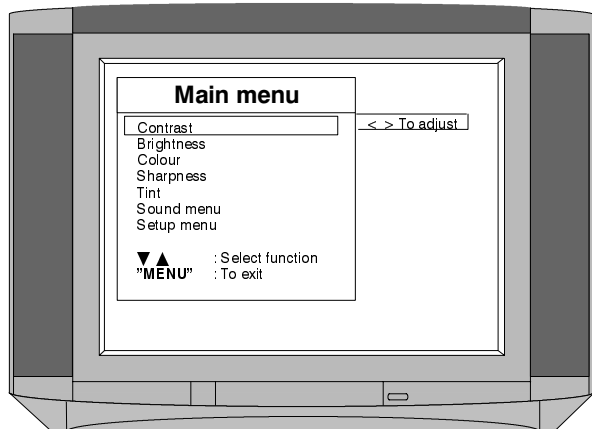 Main menu
Contrast
< > To adjust
Brightness
Colour
Sharpness
Tint
Sound menu
Setup menu
▼ ▲ : Select function
”MENU” : To exit